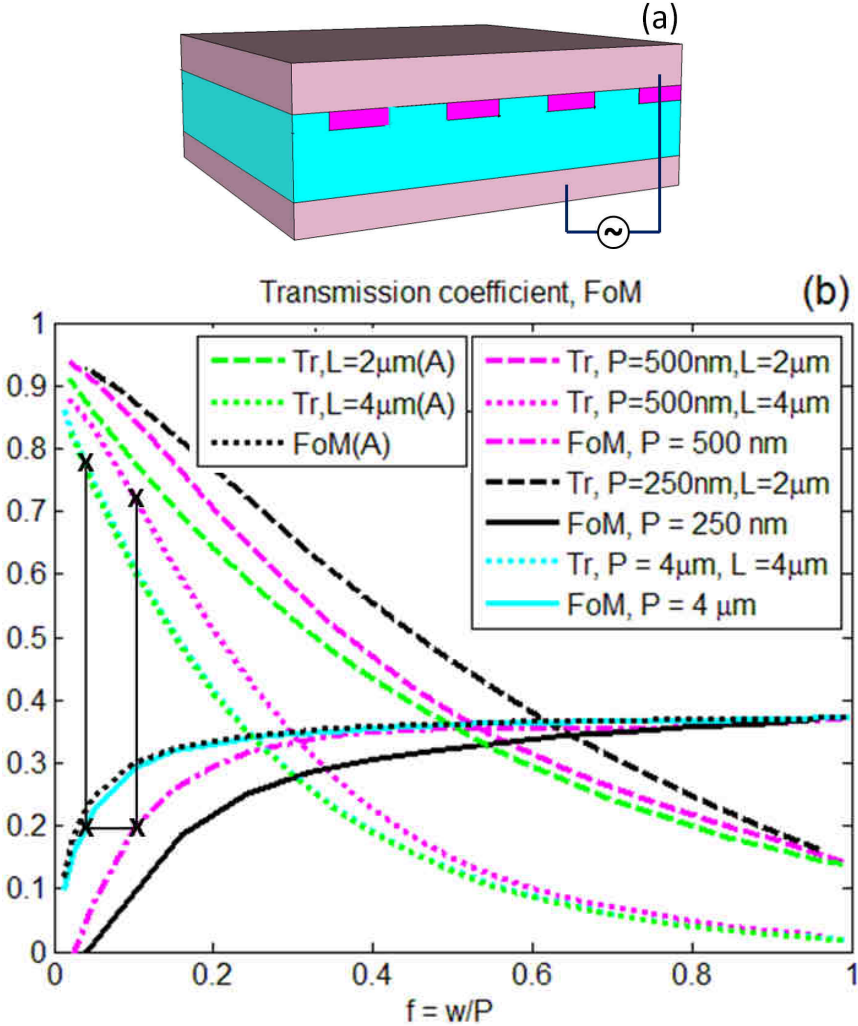 (a)
~
Transmission coefficient, FoM
(b)
1
0.9
0.8
0.7
0.6
0.5
0.4
0.3
0.2
0.1
0
Tr,L=2μm(A)
Tr,L=4μm(A)
FoM(A)
Tr, P=500nm,L=2μm
Tr, P=500nm,L=4μm
FoM, P = 500 nm
Tr, P=250nm,L=2μm
FoM, P = 250 nm
Tr, P = 4μm, L =4μm
FoM, P = 4 μm
X
X
X
X
0 0.2 0.4 0.6 0.8 1
f = w/P